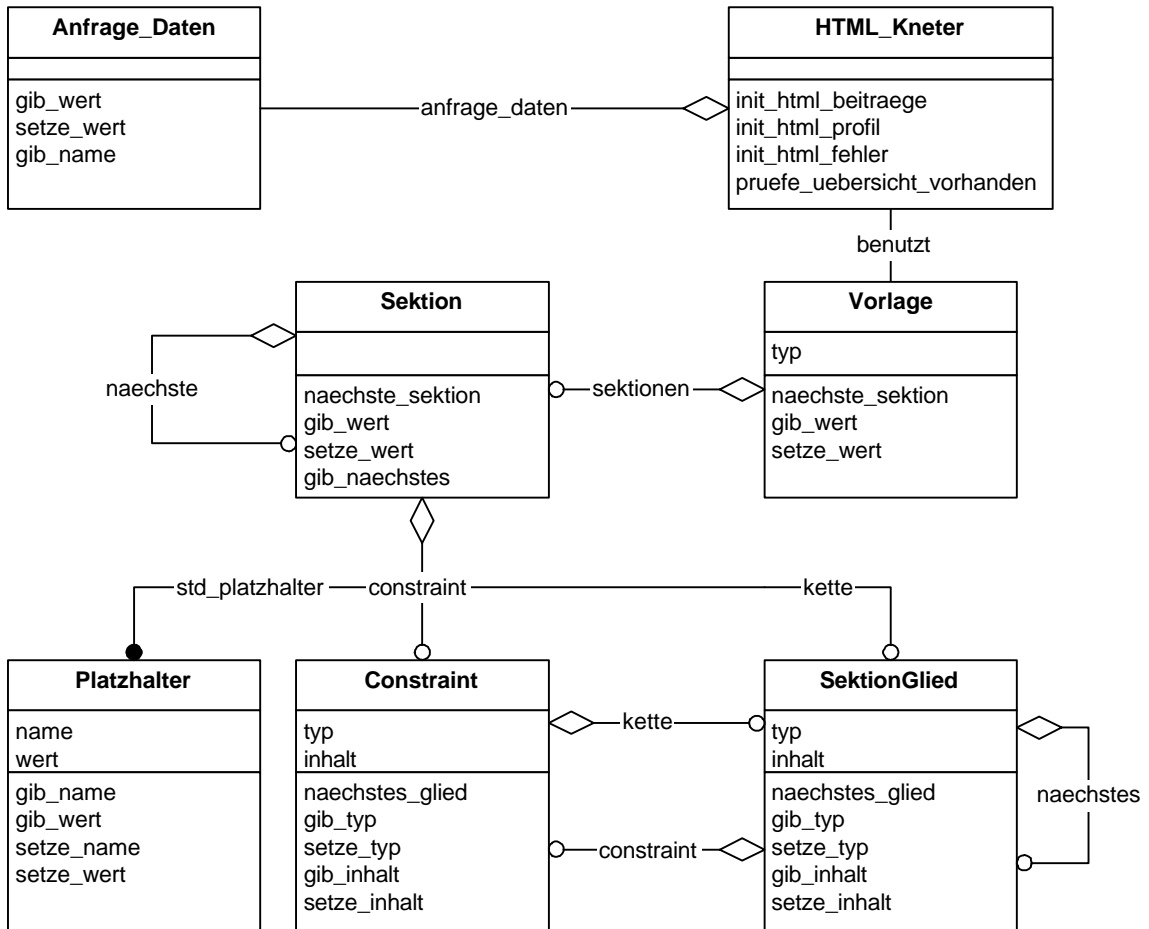 Anfrage_Daten
gib_wert
setze_wert
gib_name
anfrage_daten
HTML_Kneter
init_html_beitraege
init_html_profil
init_html_fehler
pruefe_uebersicht_vorhanden
benutzt
Sektion
naechste_sektion
gib_wert
setze_wert
gib_naechstes
naechste
sektionen
Vorlage
typ
naechste_sektion
gib_wert
setze_wert
std_platzhalter
constraint
kette
Platzhalter
name
wert
gib_name
gib_wert
setze_name
setze_wert
Constraint
typ
inhalt
naechstes_glied
gib_typ
setze_typ
gib_inhalt
setze_inhalt
kette
constraint
SektionGlied
typ
inhalt
naechstes_glied
gib_typ
setze_typ
gib_inhalt
setze_inhalt
naechstes